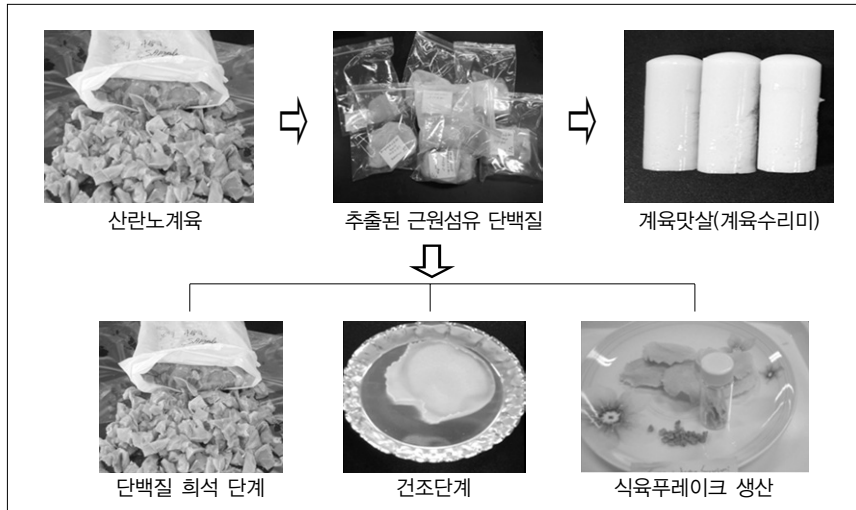 산란노계육
추출된 근원섬유 단백질
계육맛살(계육수리미)
단백질 희석 단계
건조단계
식육푸레이크 생산